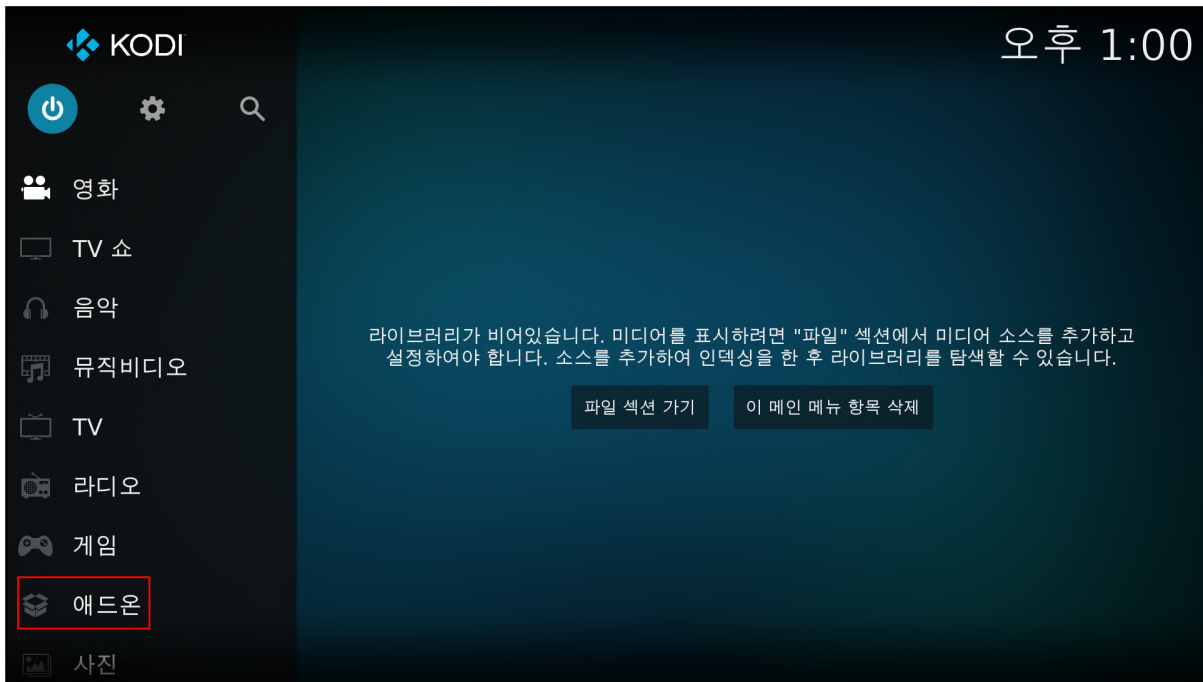 KODI
오후 1:00
영화
TV 쇼
음악
뮤직비디오
TV
라디오
게임
애드온
사진
라이브러리가 비어있습니다. 미디어를 표시하려면 "파일" 섹션에서 미디어 소스를 추가하고
설정하여야 합니다. 소스를 추가하여 인덱싱을 한 후 라이브러리를 탐색할 수 있습니다.
파일 섹션 가기
이 메인 메뉴 항목 삭제